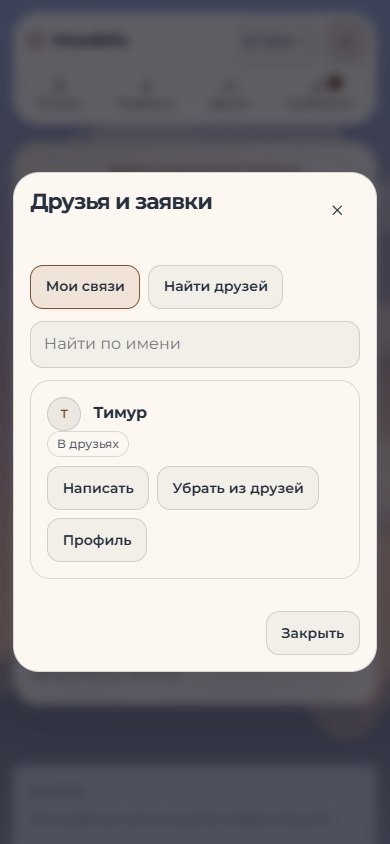 Друзья и заявки
×
Мои связи
Найти друзей
Найти по имени
Т
Тимур
В друзьях
Написать
Убрать из друзей
Профиль
Закрыть